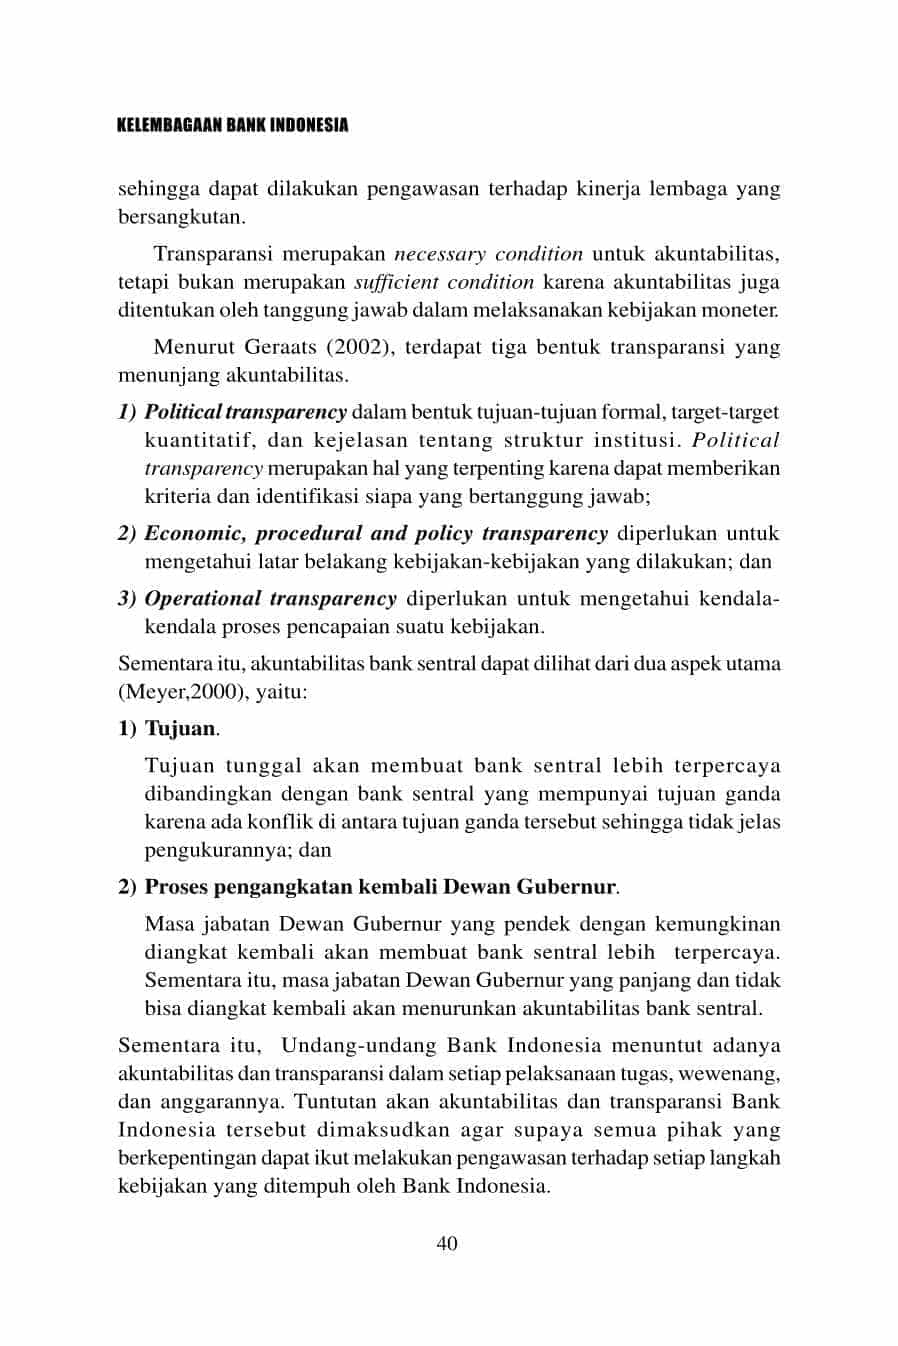 KELEMBAGAAN BANK INDONESIA
sehingga dapat dilakukan pengawasan terhadap kinerja lembaga yang
bersangkutan.
Transparansi merupakan necessary condition untuk akuntabilitas,
tetapi bukan merupakan sufficient condition karena akuntabilitas juga
ditentukan oleh tanggung jawab dalam melaksanakan kebijakan moneter.
Menurut Geraats (2002), terdapat tiga bentuk transparansi yang
menunjang akuntabilitas.
1) Political transparency dalam bentuk tujuan-tujuan formal, target-target
kuantitatif, dan kejelasan tentang struktur institusi. Political
transparency merupakan hal yang terpenting karena dapat memberikan
kriteria dan identifikasi siapa yang bertanggung jawab;
2) Economic, procedural and policy transparency diperlukan untuk
mengetahui latar belakang kebijakan-kebijakan yang dilakukan; dan
3) Operational transparency diperlukan untuk mengetahui kendala-
kendala proses pencapaian suatu kebijakan.
Sementara itu, akuntabilitas bank sentral dapat dilihat dari dua aspek utama
(Meyer,2000), yaitu:
1) Tujuan.
Tujuan tunggal akan membuat bank sentral lebih terpercaya
dibandingkan dengan bank sentral yang mempunyai tujuan ganda
karena ada konflik di antara tujuan ganda tersebut sehingga tidak jelas
pengukurannya; dan
2) Proses pengangkatan kembali Dewan Gubernur.
Masa jabatan Dewan Gubernur yang pendek dengan kemungkinan
diangkat kembali akan membuat bank sentral lebih terpercaya.
Sementara itu, masa jabatan Dewan Gubernur yang panjang dan tidak
bisa diangkat kembali akan menurunkan akuntabilitas bank sentral.
Sementara itu, Undang-undang Bank Indonesia menuntut adanya
akuntabilitas dan transparansi dalam setiap pelaksanaan tugas, wewenang,
dan anggarannya. Tuntutan akan akuntabilitas dan transparansi Bank
Indonesia tersebut dimaksudkan agar supaya semua pihak yang
berkepentingan dapat ikut melakukan pengawasan terhadap setiap langkah
kebijakan yang ditempuh oleh Bank Indonesia.
40